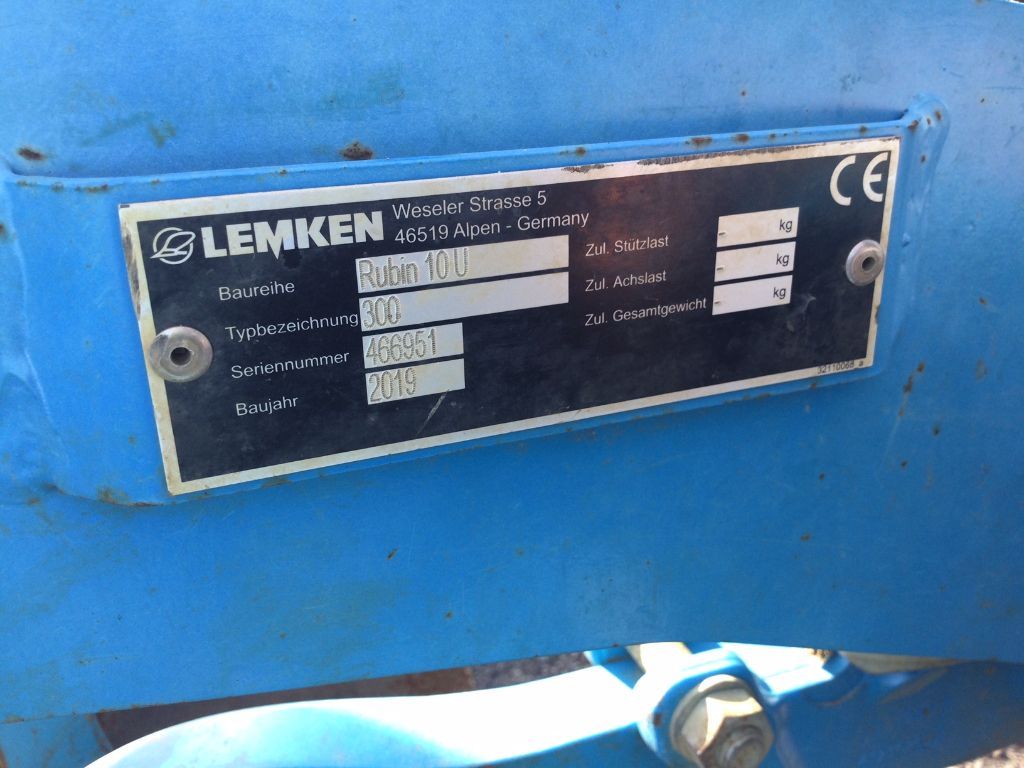 LEMKEN Weseler Strasse 5
46519 Alpen - Germany
CE
Baureihe Rubin 10 U
Typbezeichnung 300
Seriennummer 466951
Baujahr 2019
Zul. Stützlast - kg
Zul. Achslast - kg
Zul. Gesamtgewicht - kg
32110068_a